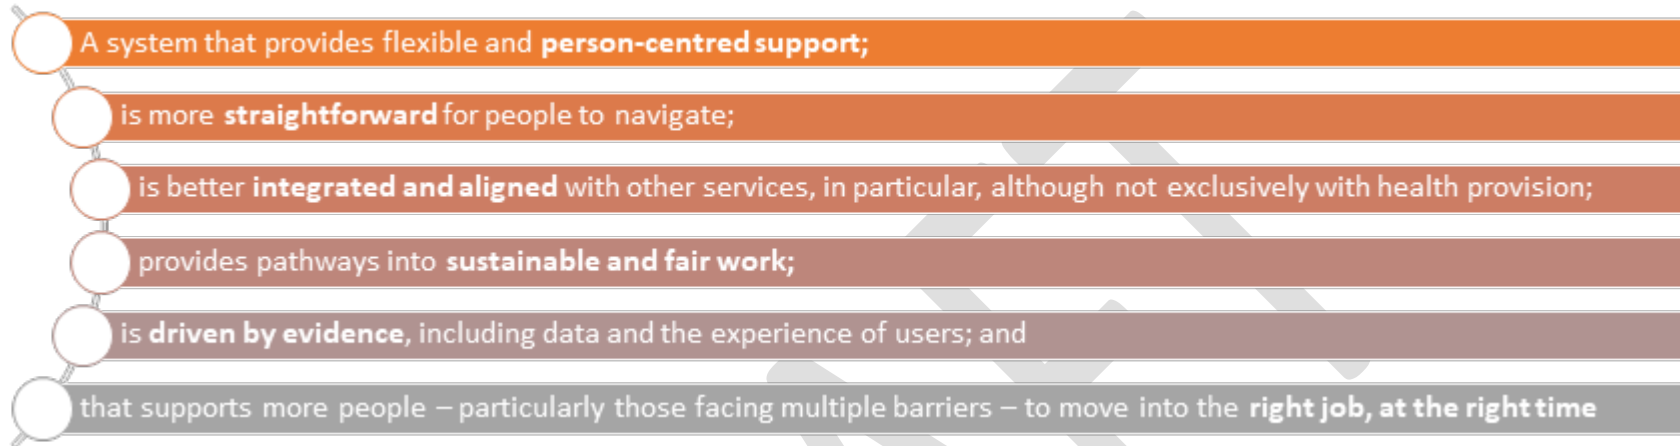 A system that provides flexible and person-centred support;
is more straightforward for people to navigate;
is better integrated and aligned with other services, in particular, although not exclusively with health provision;
provides pathways into sustainable and fair work;
is driven by evidence, including data and the experience of users; and
that supports more people – particularly those facing multiple barriers – to move into the right job, at the right time